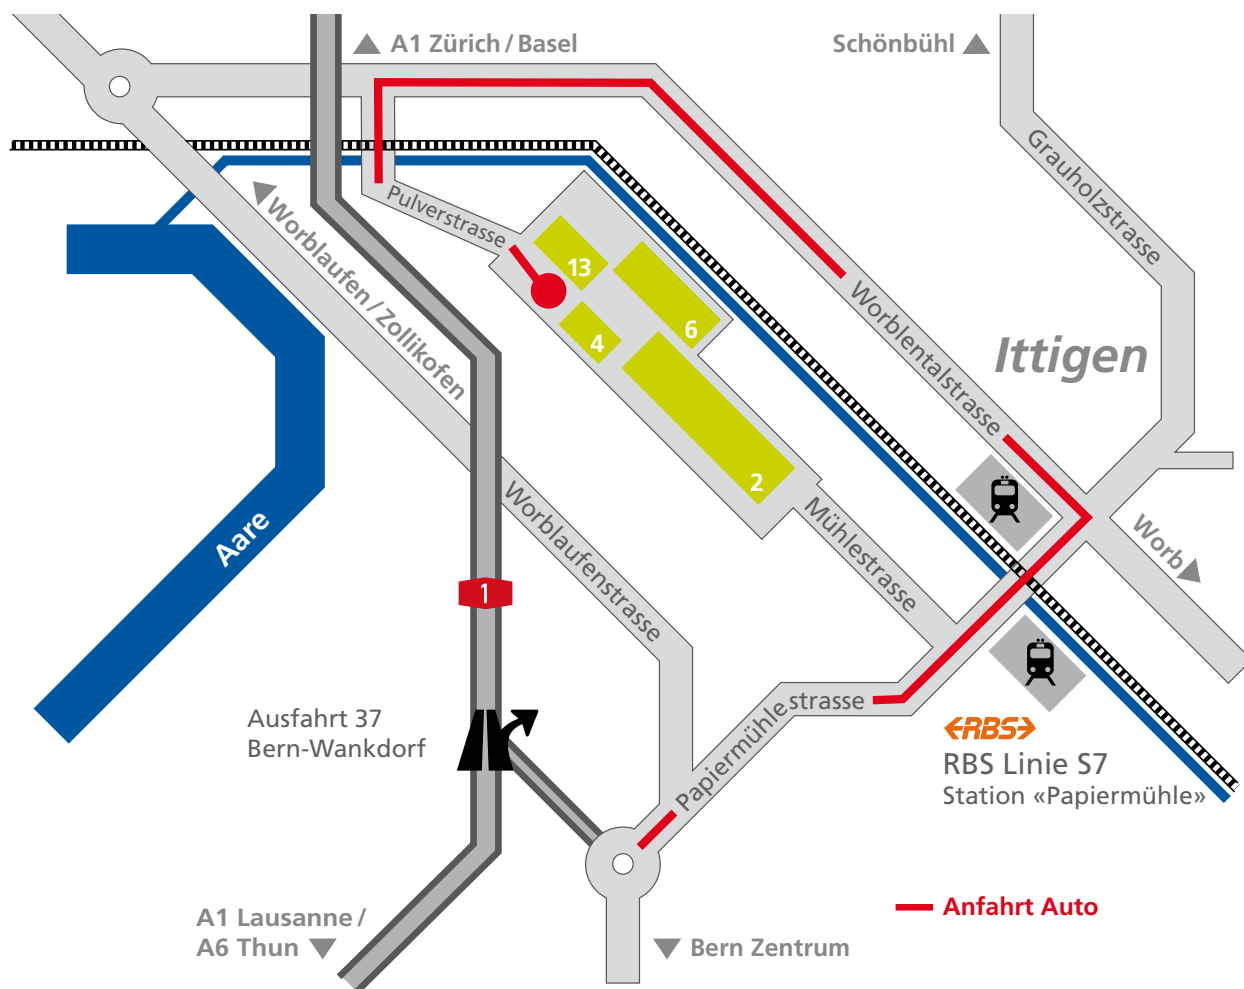 A1 Zürich / Basel
Schönbühl
Grauholzstrasse
Pulverstrasse
Worblaufen / Zollikofen
13
6
4
2
Worblentalstrasse
Ittigen
Aare
Worblaufenstrasse
Mühlestrasse
Worb
1
Ausfahrt 37
Bern-Wankdorf
Papiermühlestrasse
RBS
RBS Linie S7
Station «Papiermühle»
A1 Lausanne /
A6 Thun
Bern Zentrum
Anfahrt Auto